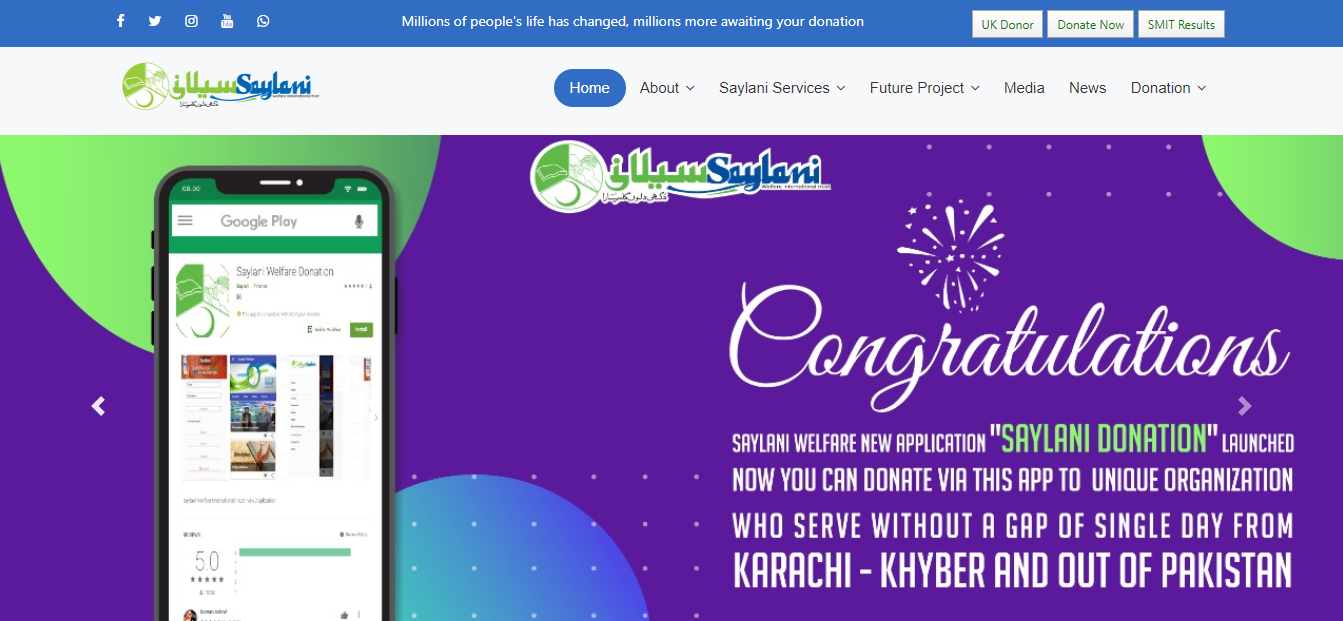 Millions of people's life has changed, millions more awaiting your donation
UK Donor
Donate Now
SMIT Results
سیلانی Saylani
Home
About
Saylani Services
Future Project
Media
News
Donation
سیلانی Saylani
Welfare international trust
08.00
Google Play
Saylani Welfare Donation
Install
Congratulations
SAYLANI WELFARE NEW APPLICATION "SAYLANI DONATION" LAUNCHED
NOW YOU CAN DONATE VIA THIS APP TO UNIQUE ORGANIZATION
WHO SERVE WITHOUT A GAP OF SINGLE DAY FROM
KARACHI - KHYBER AND OUT OF PAKISTAN
REVIEWS
5.0